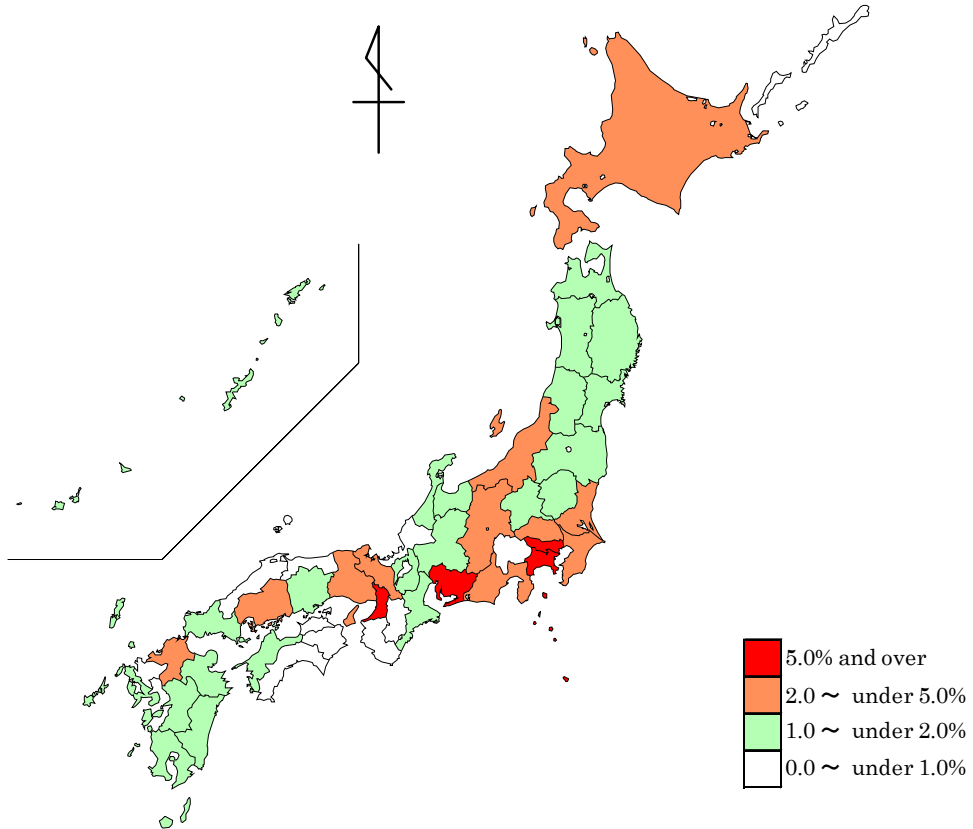 5.0% and over
2.0 ～ under 5.0%
1.0 ～ under 2.0%
0.0 ～ under 1.0%